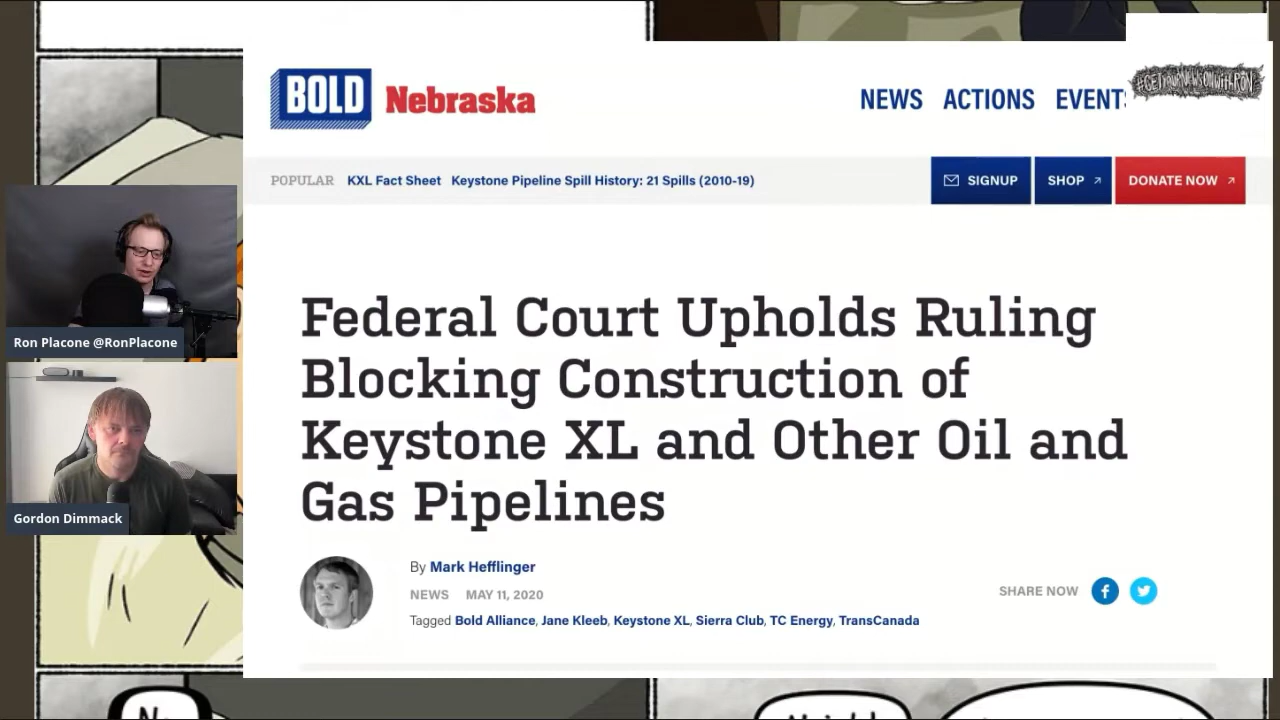 BOLD Nebraska
NEWS ACTIONS EVENTS
#GETYOURNEWSONWITHRON
POPULAR KXL Fact Sheet Keystone Pipeline Spill History: 21 Spills (2010-19)
SIGNUP SHOP DONATE NOW
Federal Court Upholds Ruling
Blocking Construction of
Keystone XL and Other Oil and
Gas Pipelines
By Mark Hefflinger
NEWS MAY 11, 2020
Tagged Bold Alliance, Jane Kleeb, Keystone XL, Sierra Club, TC Energy, TransCanada
SHARE NOW
Ron Placone @RonPlacone
Gordon Dimmack